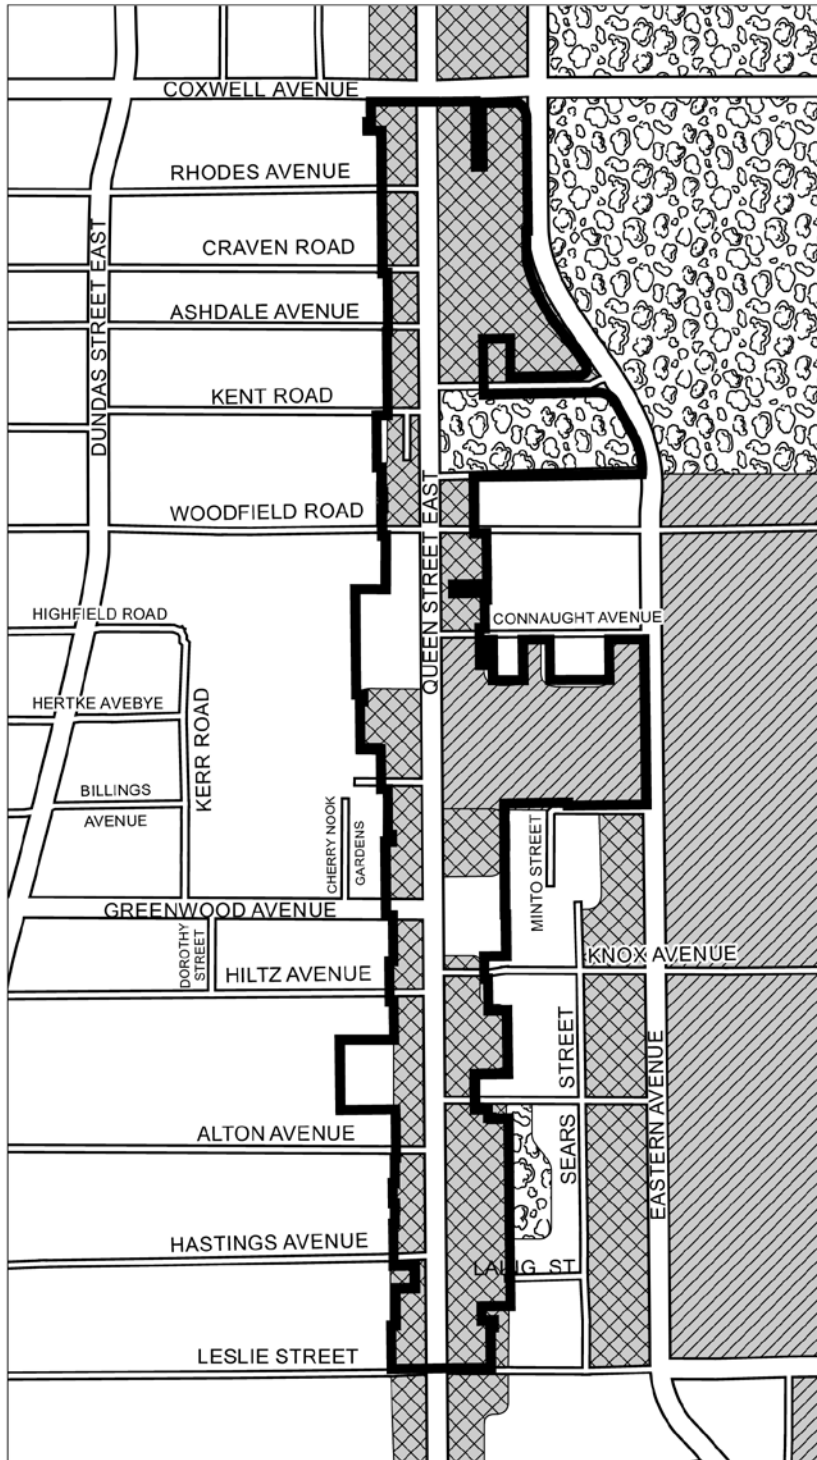 COXWELL AVENUE
RHODES AVENUE
CRAVEN ROAD
DUNDAS STREET EAST
ASHDALE AVENUE
KENT ROAD
WOODFIELD ROAD
QUEEN STREET EAST
HIGHFIELD ROAD
CONNAUGHT AVENUE
HERTKE AVEBYE
KERR ROAD
BILLINGS
AVENUE
CHERRY NOOK
GARDENS
MINTO STREET
GREENWOOD AVENUE
DOROTHY
STREET
HILTZ AVENUE
KNOX AVENUE
SEARS STREET
EASTERN AVENUE
ALTON AVENUE
HASTINGS AVENUE
LAING ST
LESLIE STREET